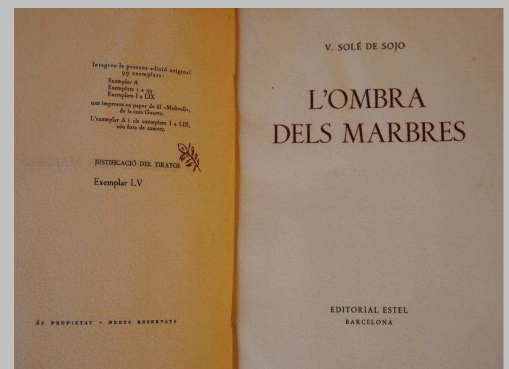 Integren la present edició original
99 exemplars:
Exemplar A
Exemplars 1 a 39
Exemplars I a LIX
tots impresos en paper de fil
de la casa Guarro.
L'exemplar A i els exemplars I a LIX,
són fora de comerç.
JUSTIFICACIÓ DEL TIRATGE
Exemplar LV
ÉS PROPIETAT - DRETS RESERVATS
V. SOLÉ DE SOJO
L'OMBRA
DELS MARBRES
EDITORIAL ESTEL
BARCELONA